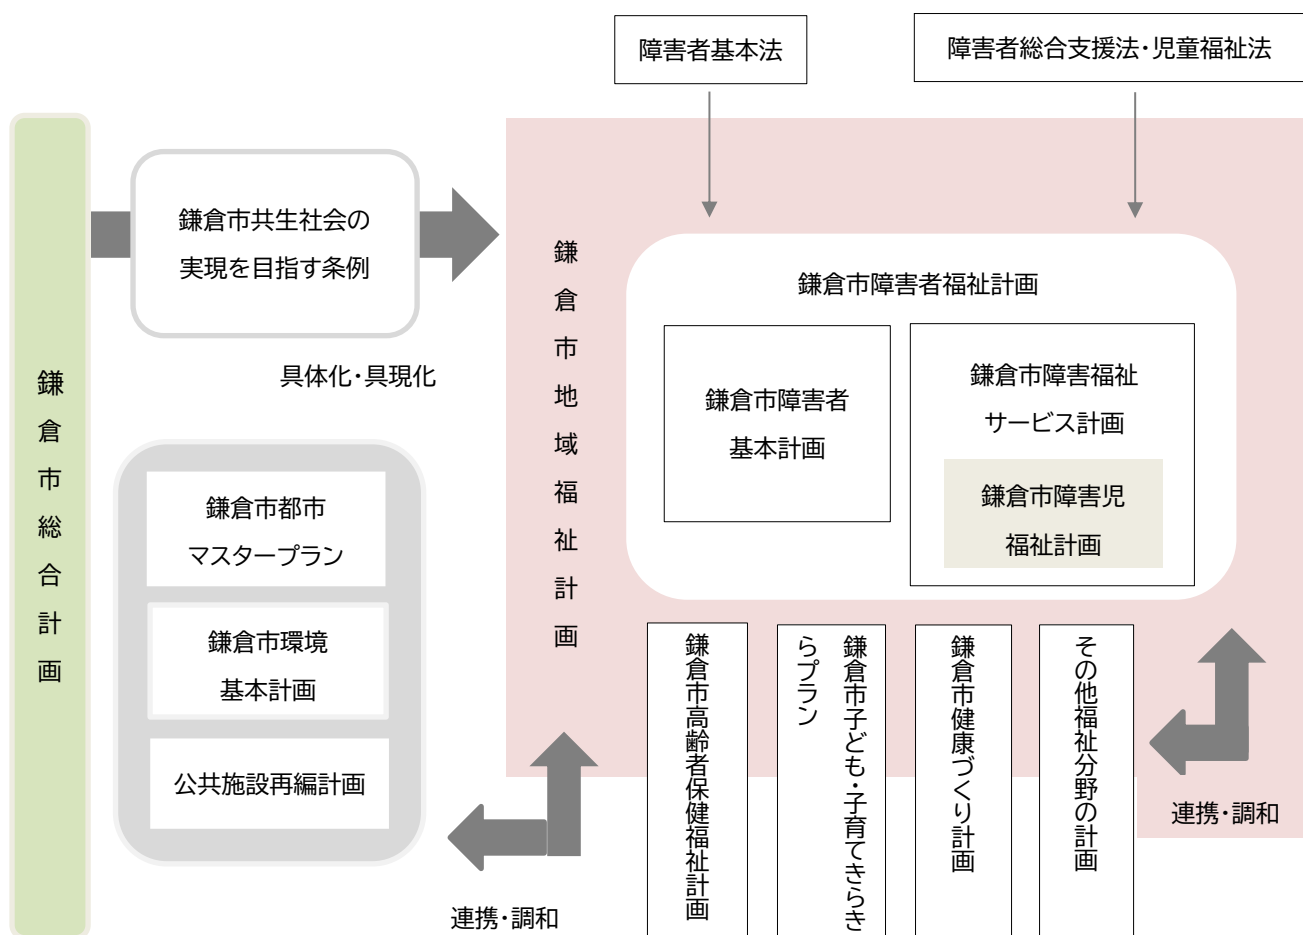 障害者基本法
障害者総合支援法・児童福祉法
鎌倉市総合計画
鎌倉市共生社会の
実現を目指す条例
具体化・具現化
鎌倉市都市
マスタープラン
鎌倉市環境
基本計画
公共施設再編計画
連携・調和
鎌倉市地域福祉計画
鎌倉市障害者福祉計画
鎌倉市障害者
基本計画
鎌倉市障害福祉
サービス計画
鎌倉市障害児
福祉計画
鎌倉市高齢者保健福祉計画
鎌倉市子ども・子育てきらき
らプラン
鎌倉市健康づくり計画
その他福祉分野の計画
連携・調和